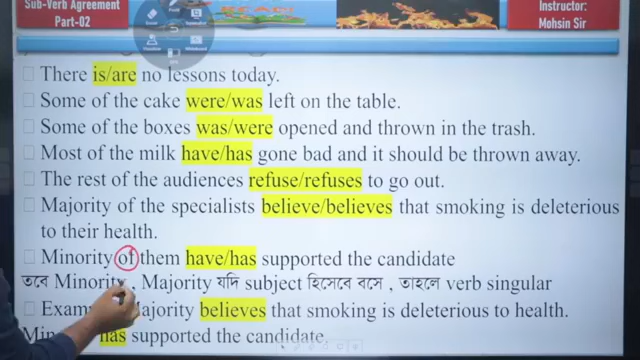 Sub-Verb Agreement
Part-02
Instructor:
Mohsin Sir
There is/are no lessons today.
Some of the cake were/was left on the table.
Some of the boxes was/were opened and thrown in the trash.
Most of the milk have/has gone bad and it should be thrown away.
The rest of the audiences refuse/refuses to go out.
Majority of the specialists believe/believes that smoking is deleterious
to their health.
Minority of them have/has supported the candidate
তবে Minority, Majority যদি subject হিসেবে বসে, তাহলে verb singular
Majority believes that smoking is deleterious to health.
has supported the candidate.